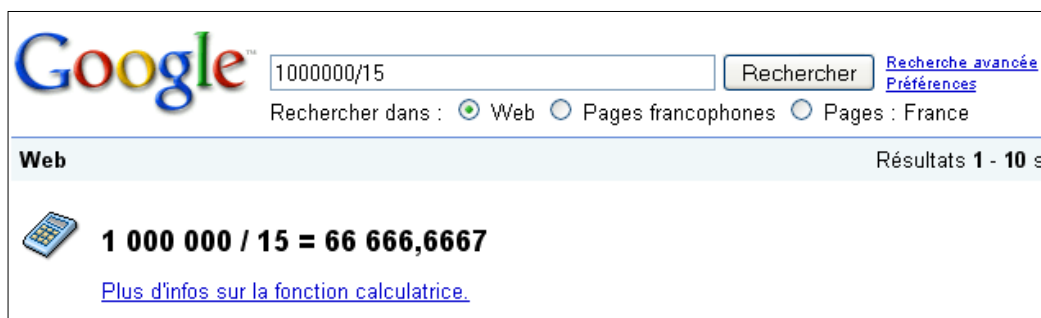 Google™ 1000000/15 Rechercher Recherche avancée
Préférences
Rechercher dans : Web Pages francophones Pages : France
Web Résultats 1 - 10 s
1 000 000 / 15 = 66 666,6667
Plus d'infos sur la fonction calculatrice.